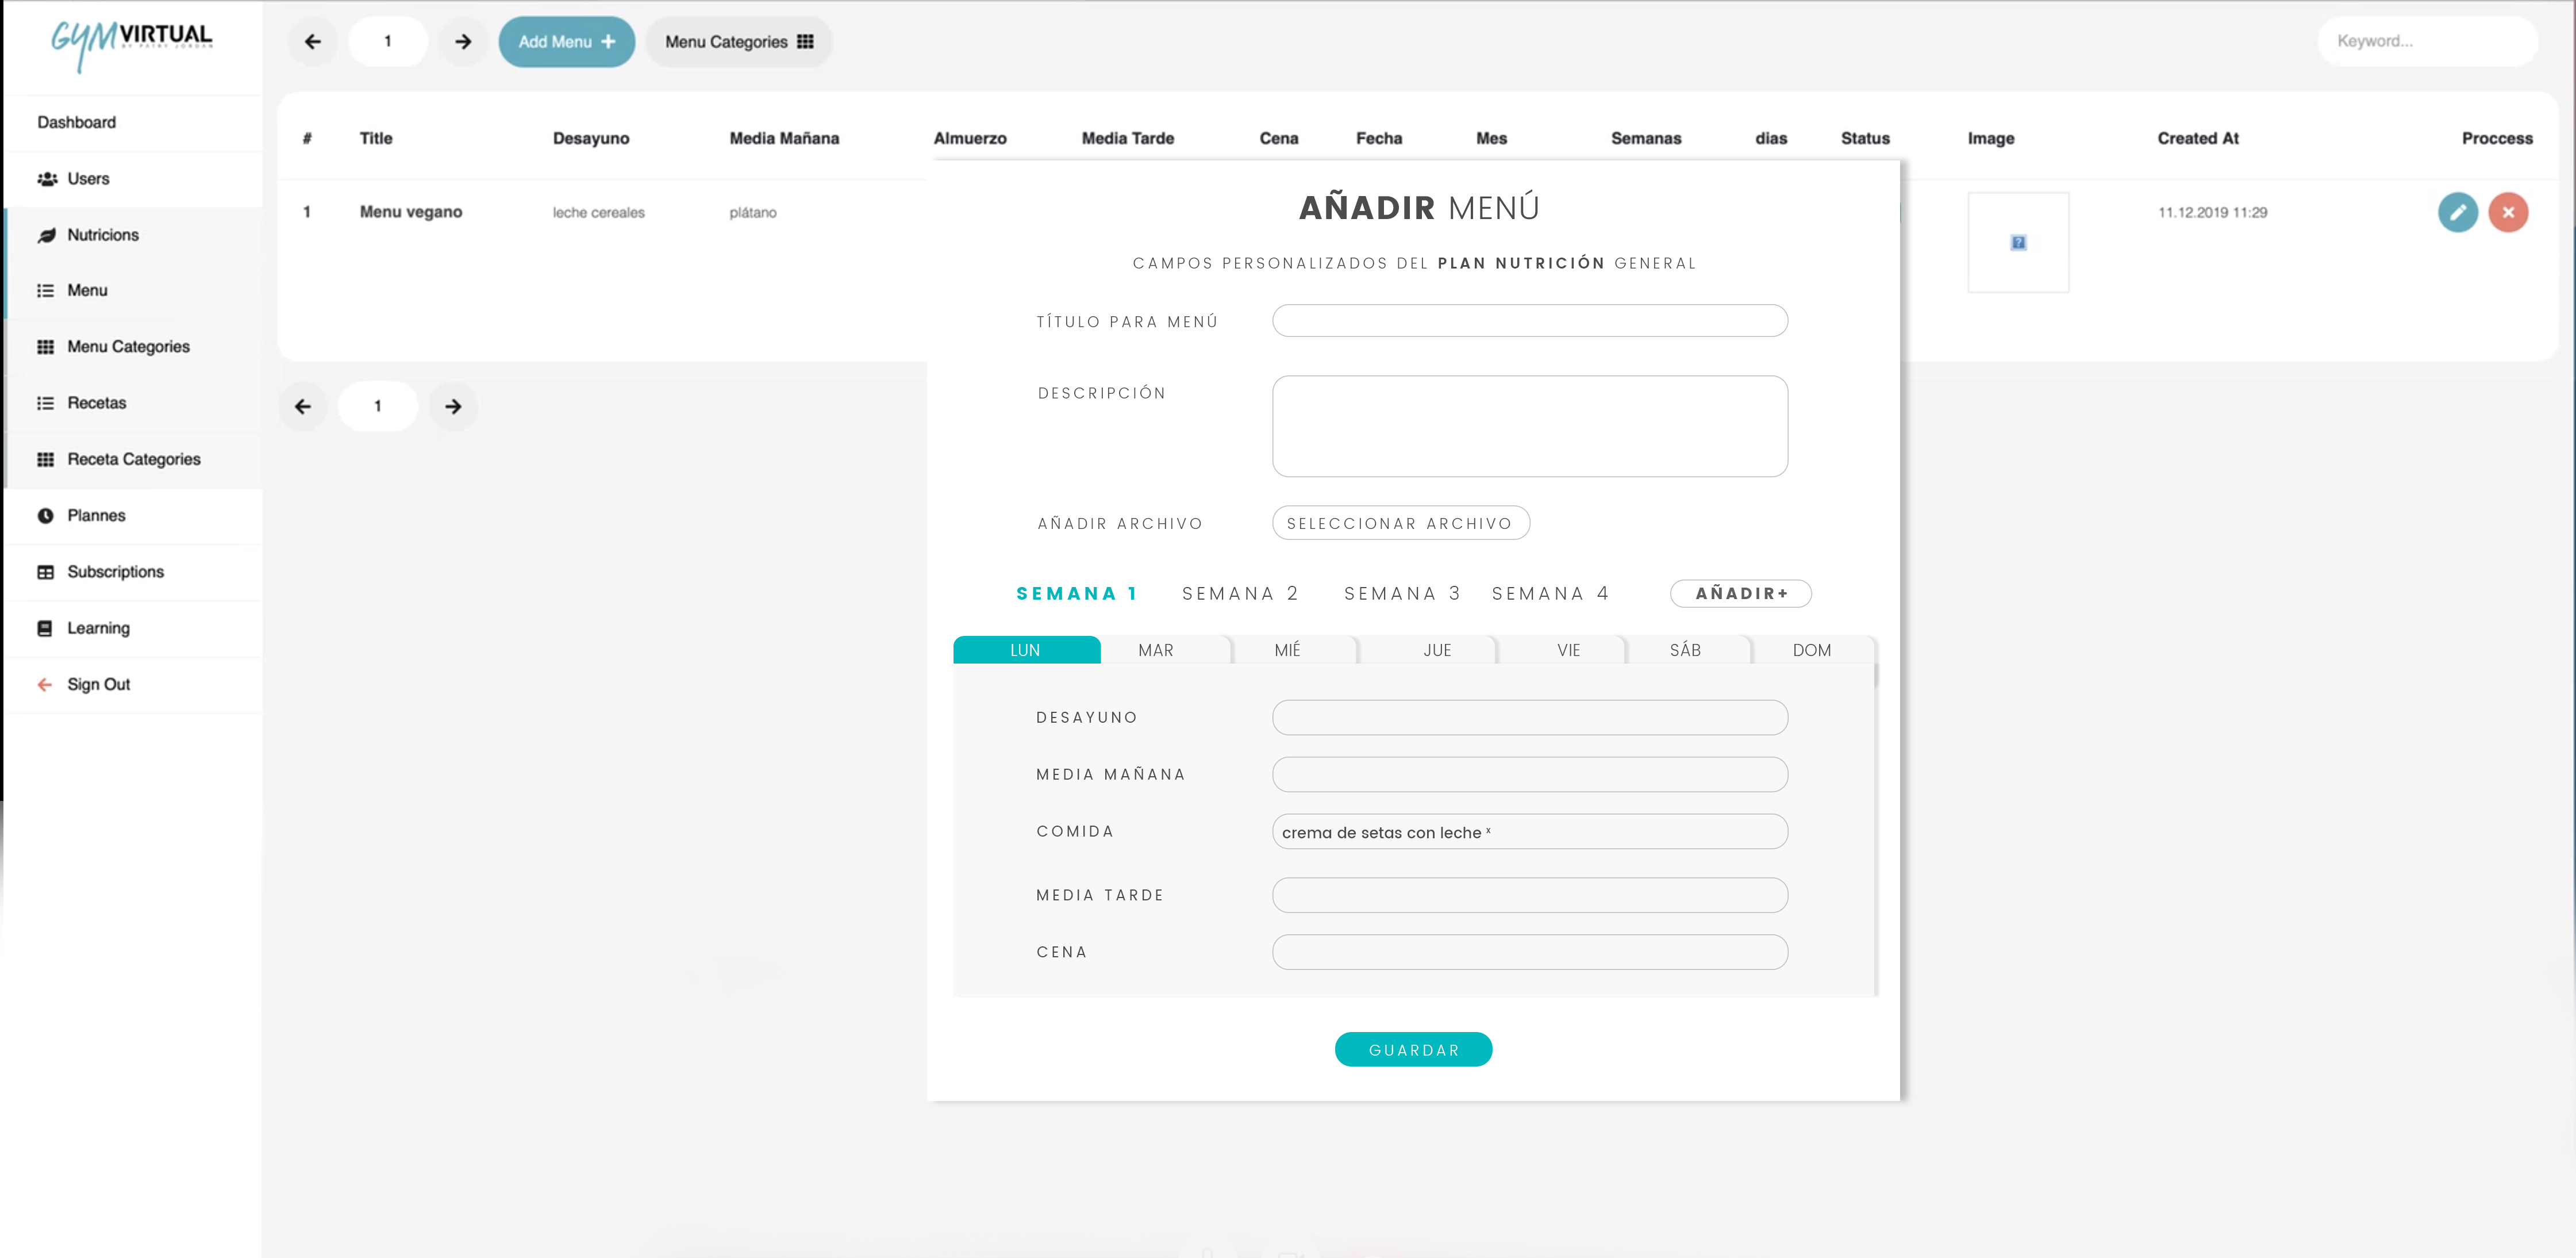 GYMVIRTUAL
BY PATRY JORDAN
Dashboard
Users
Nutricions
Menu
Menu Categories
Recetas
Receta Categories
Plannes
Subscriptions
Learning
Sign Out
1 Add Menu + Menu Categories Keyword...
# Title Desayuno Media Mañana Almuerzo Media Tarde Cena Fecha Mes Semanas dias Status Image Created At Proccess
1 Menu vegano leche cereales plátano 11.12.2019 11:29
1
AÑADIR MENÚ
CAMPOS PERSONALIZADOS DEL PLAN NUTRICIÓN GENERAL
TÍTULO PARA MENÚ
DESCRIPCIÓN
AÑADIR ARCHIVO SELECCIONAR ARCHIVO
SEMANA 1 SEMANA 2 SEMANA 3 SEMANA 4 AÑADIR+
LUN MAR MIÉ JUE VIE SÁB DOM
DESAYUNO
MEDIA MAÑANA
COMIDA crema de setas con leche x
MEDIA TARDE
CENA
GUARDAR